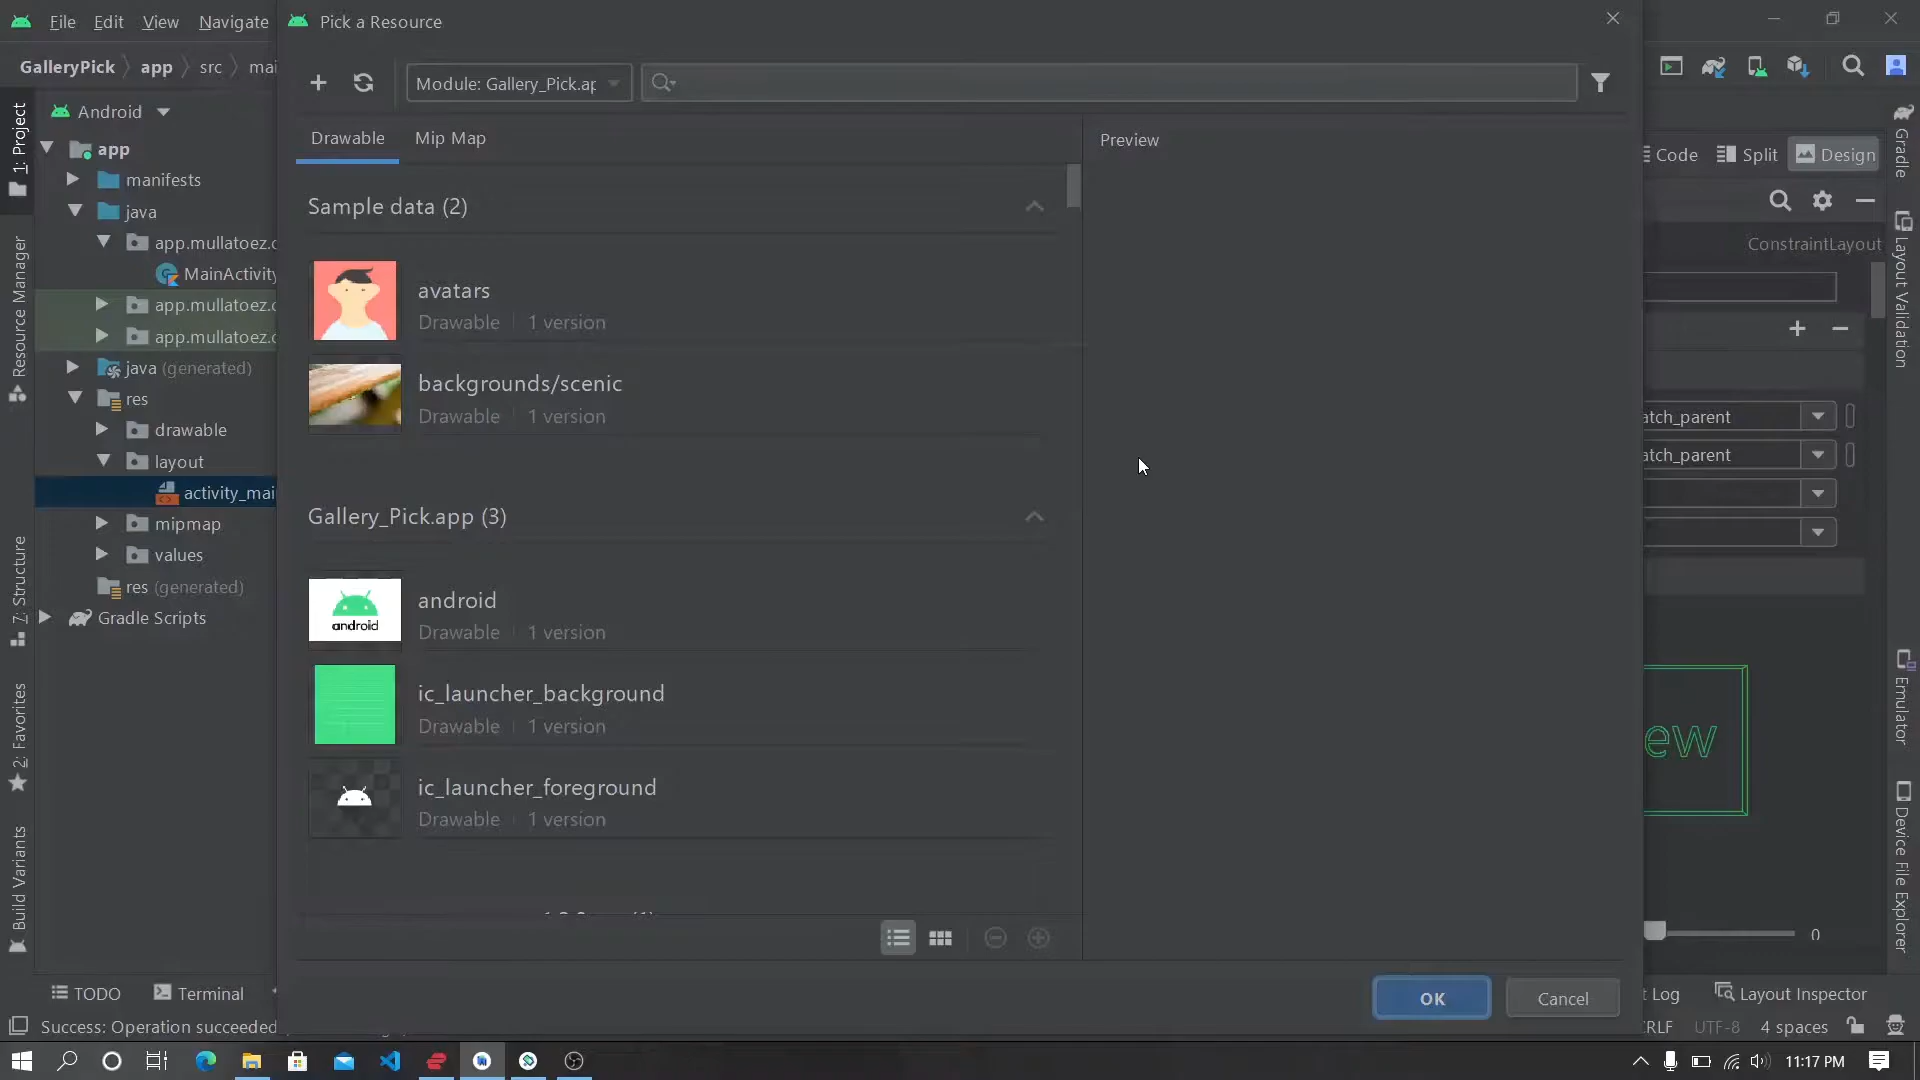 File Edit View Navigate
Pick a Resource
GalleryPick app src mai
Module: Gallery_Pick.ap
Android
Drawable Mip Map
Preview
Code Split Design
app
manifests
java
app.mullatoez.c
MainActivity
app.mullatoez.c
app.mullatoez.c
java (generated)
res
drawable
layout
activity_mai
mipmap
values
res (generated)
Gradle Scripts
Sample data (2)
avatars
Drawable 1 version
backgrounds/scenic
Drawable 1 version
Gallery_Pick.app (3)
android
android
Drawable 1 version
ic_launcher_background
Drawable 1 version
ic_launcher_foreground
Drawable 1 version
ConstraintLayout
atch_parent
atch_parent
ew
0
1: Project
Resource Manager
7: Structure
2: Favorites
Build Variants
Gradle
Layout Validation
Emulator
Device File Explorer
OK Cancel
TODO Terminal
t Log Layout Inspector
Success: Operation succeeded
CRLF UTF-8 4 spaces
11:17 PM